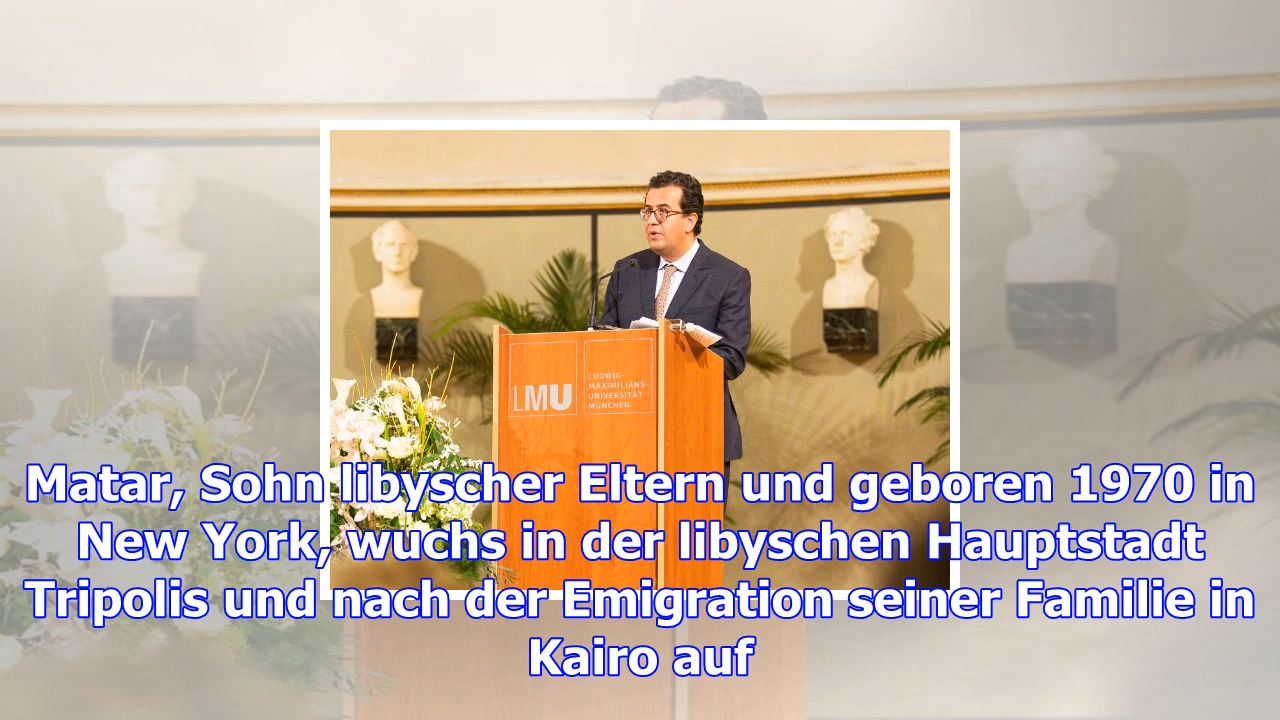 LMU
LUDWIG-
MAXIMILIANS-
UNIVERSITÄT
MÜNCHEN
Matar, Sohn libyscher Eltern und geboren 1970 in
New York, wuchs in der libyschen Hauptstadt
Tripolis und nach der Emigration seiner Familie in
Kairo auf